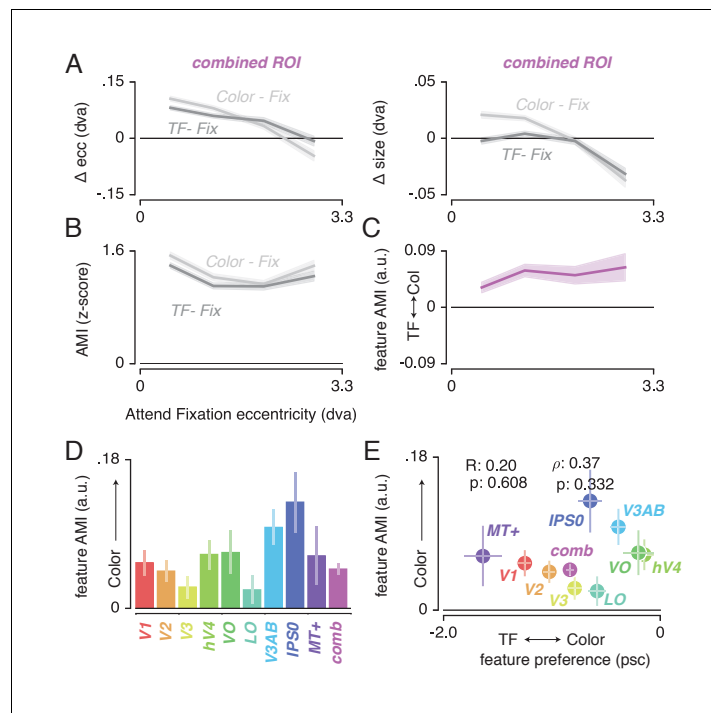 A
combined ROI
.15
0
-.15
Δ ecc (dva)
Color - Fix
TF- Fix
0
3.3
combined ROI
.05
0
-.05
Δ size (dva)
Color - Fix
TF- Fix
0
3.3
B
1.6
0
AMI (z-score)
Color - Fix
TF- Fix
0
3.3
Attend Fixation eccentricity (dva)
C
0.09
0
-0.09
feature AMI (a.u.)
TF ↔ Col
0
3.3
D
.18
0
feature AMI (a.u.)
Color →
V1
V2
V3
hV4
VO
LO
V3AB
IPS0
MT+
comb
E
.18
0
feature AMI (a.u.)
Color →
R: 0.20
p: 0.608
ρ: 0.37
p: 0.332
MT+
IPS0
V3AB
V1
V2
comb
V3
VO
hV4
LO
-2.0
0
TF ↔ Color
feature preference (psc)